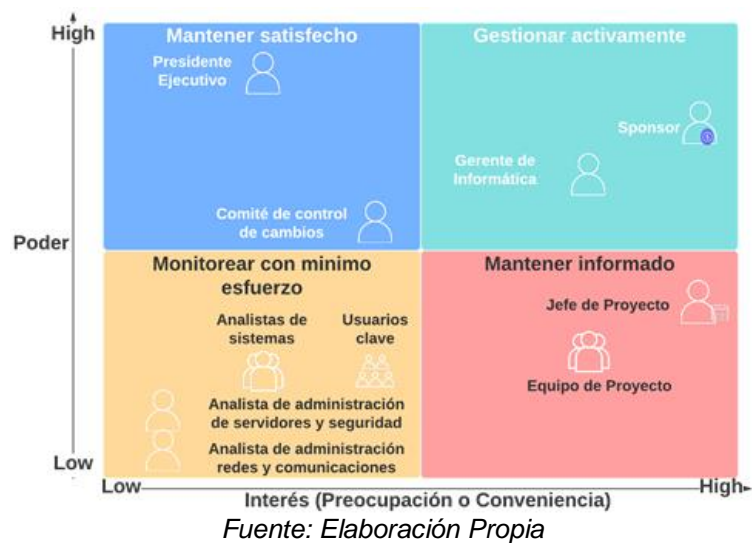 High
Mantener satisfecho
Gestionar activamente
Presidente
Ejecutivo
Sponsor
Gerente de
Informática
Comité de control
de cambios
Poder
Monitorear con minimo
esfuerzo
Mantener informado
Analistas de
sistemas
Usuarios
clave
Jefe de Proyecto
Equipo de Proyecto
Analista de administración
de servidores y seguridad
Analista de administración
redes y comunicaciones
Low
Low
Interés (Preocupación o Conveniencia)
High
Fuente: Elaboración Propia